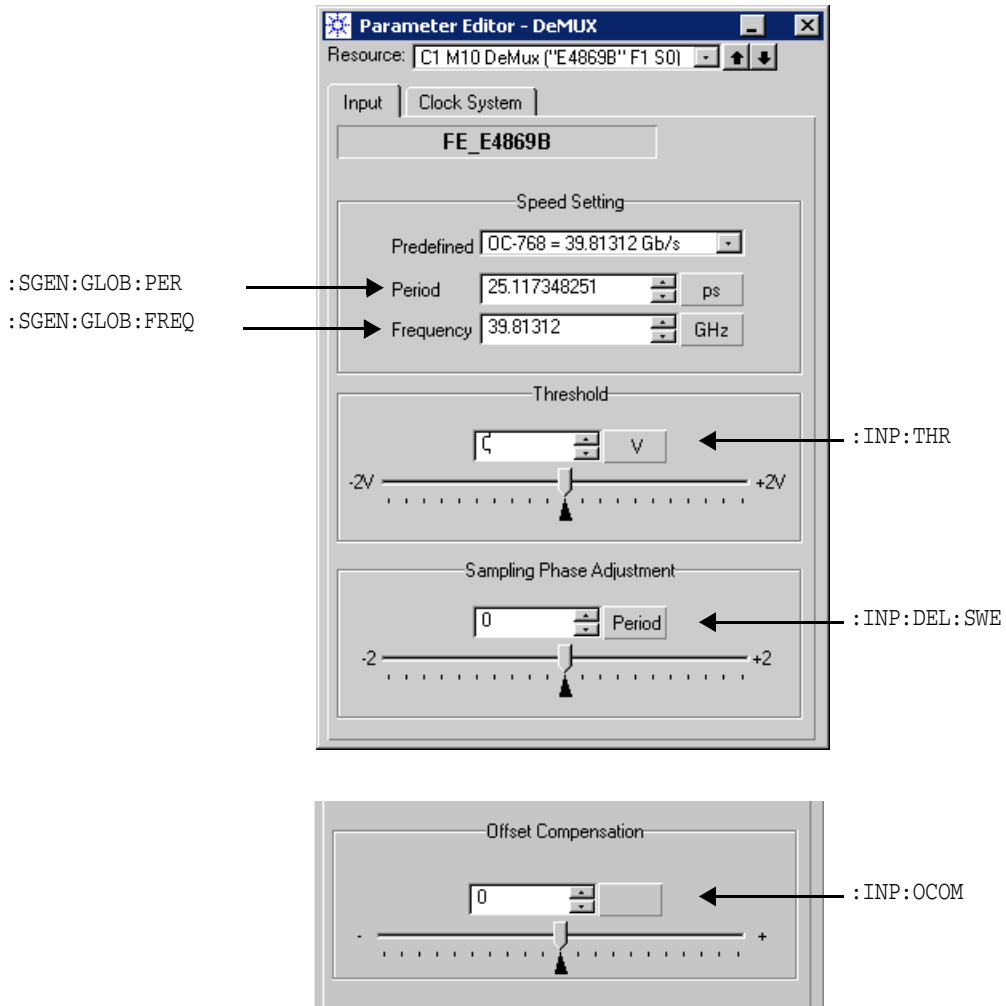 Parameter Editor - DeMUX
Resource: C1 M10 DeMux ("E4869B" F1 S0)
Input Clock System
FE_E4869B
Speed Setting
Predefined OC-768 = 39.81312 Gb/s
:SGEN:GLOB:PER Period 25.117348251 ps
:SGEN:GLOB:FREQ Frequency 39.81312 GHz
Threshold
V :INP:THR
-2V +2V
Sampling Phase Adjustment
0 Period :INP:DEL:SWE
-2 +2
Offset Compensation
0 :INP:OCOM
- +